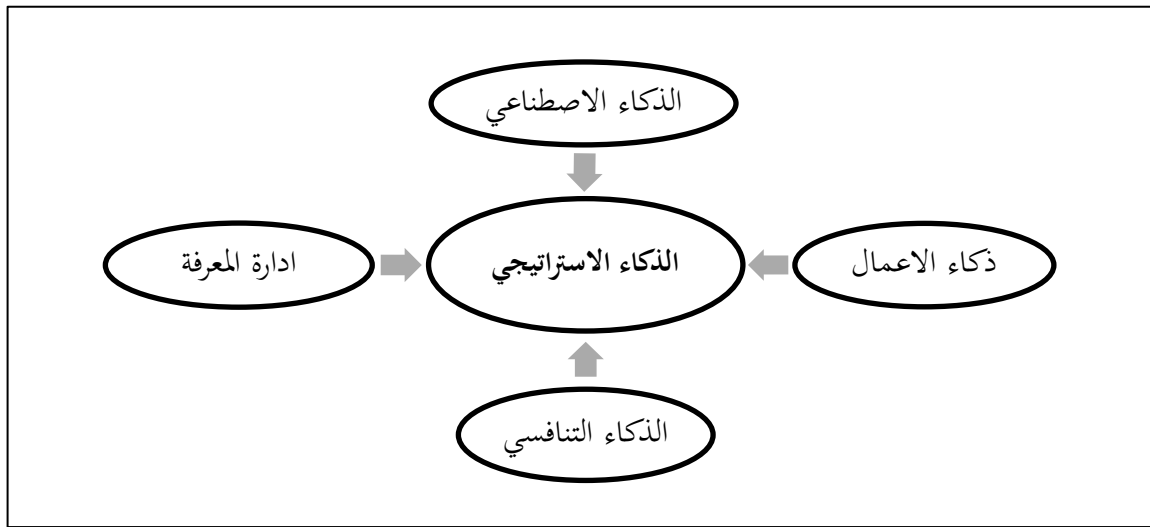 الذكاء الاصطناعي
ذكاء الاعمال
الذكاء الاستراتيجي
ادارة المعرفة
الذكاء التنافسي